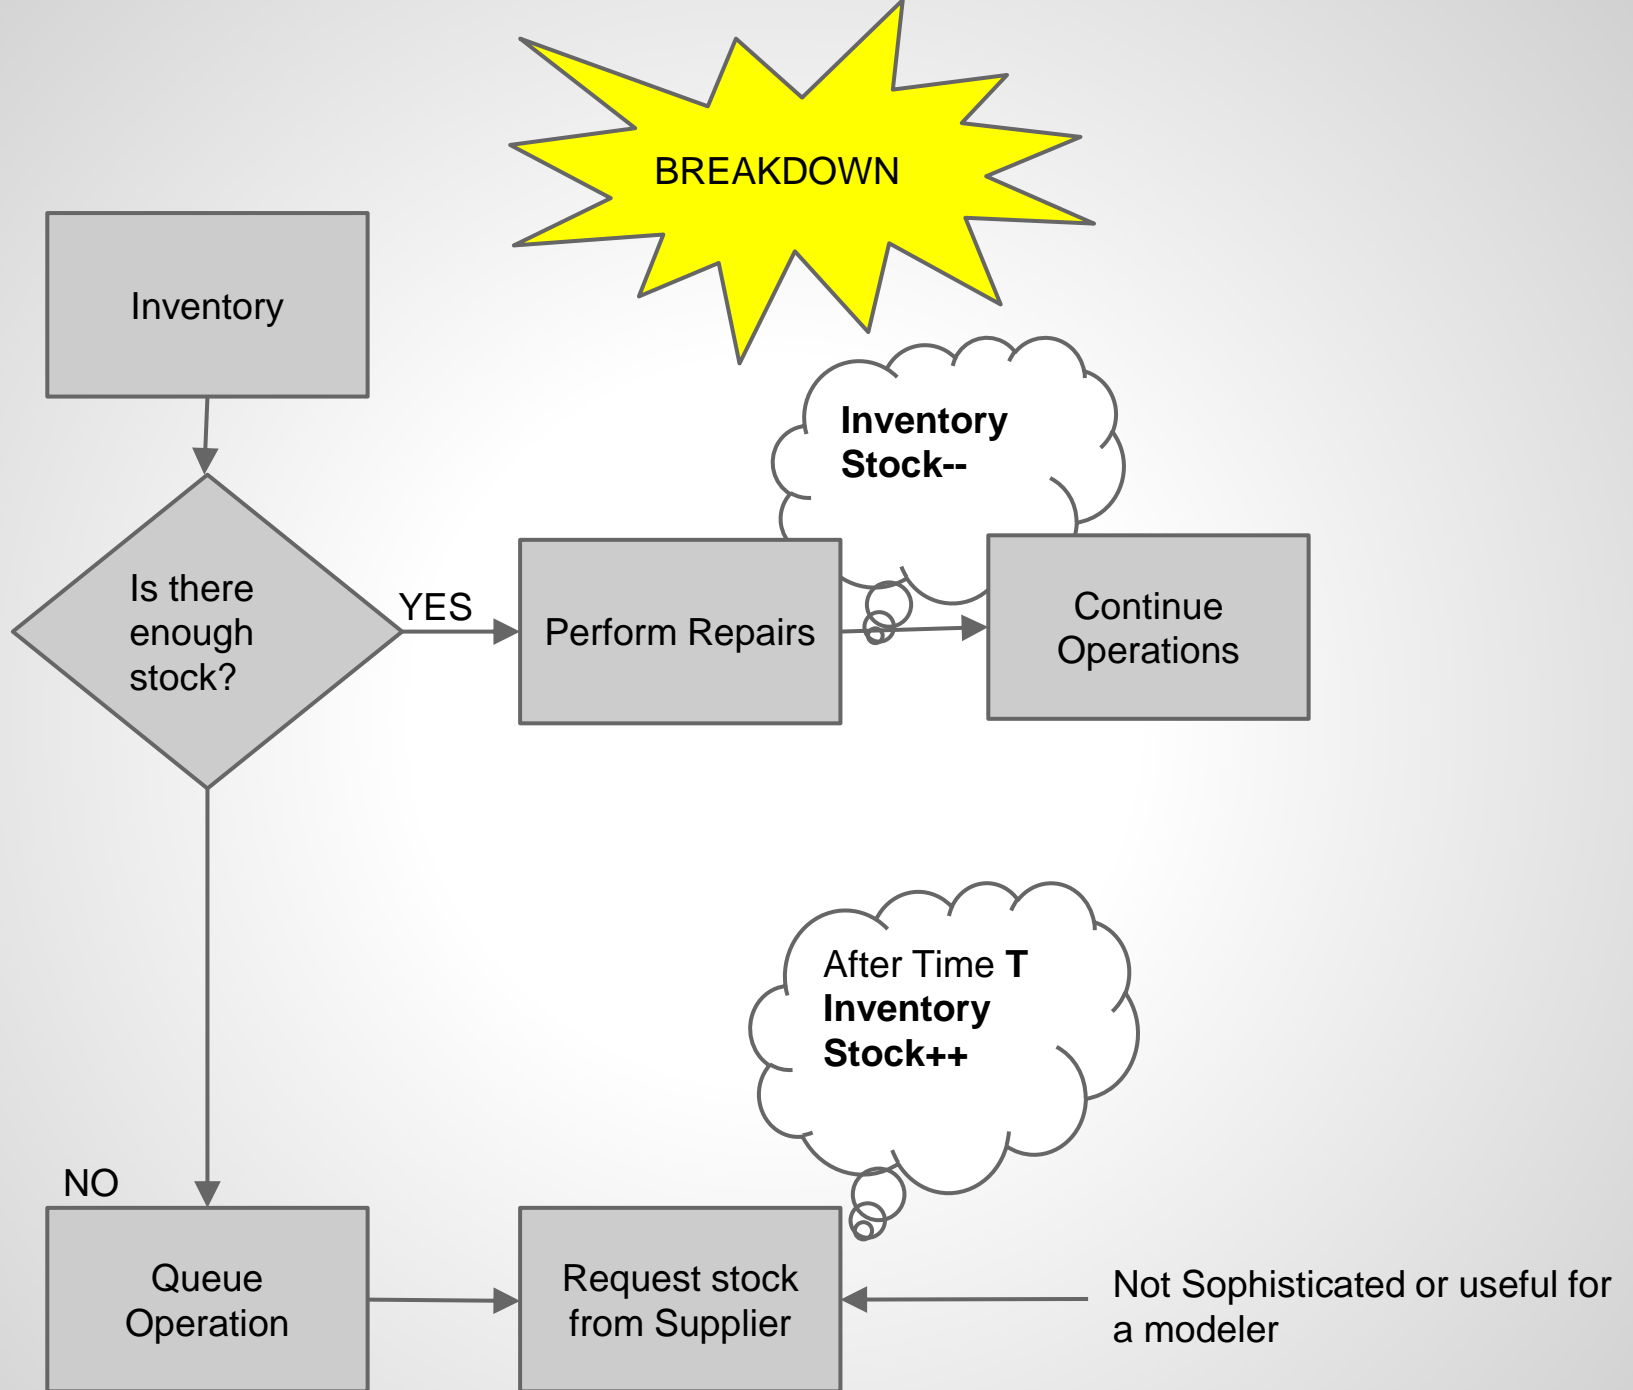 BREAKDOWN
Inventory
Inventory
Stock--
Is there
enough
stock?
YES
Perform Repairs
Continue
Operations
After Time T
Inventory
Stock++
NO
Queue
Operation
Request stock
from Supplier
Not Sophisticated or useful for
a modeler